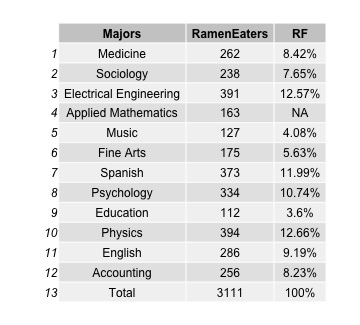 Majors RamenEaters RF
1 Medicine 262 8.42%
2 Sociology 238 7.65%
3 Electrical Engineering 391 12.57%
4 Applied Mathematics 163 NA
5 Music 127 4.08%
6 Fine Arts 175 5.63%
7 Spanish 373 11.99%
8 Psychology 334 10.74%
9 Education 112 3.6%
10 Physics 394 12.66%
11 English 286 9.19%
12 Accounting 256 8.23%
13 Total 3111 100%